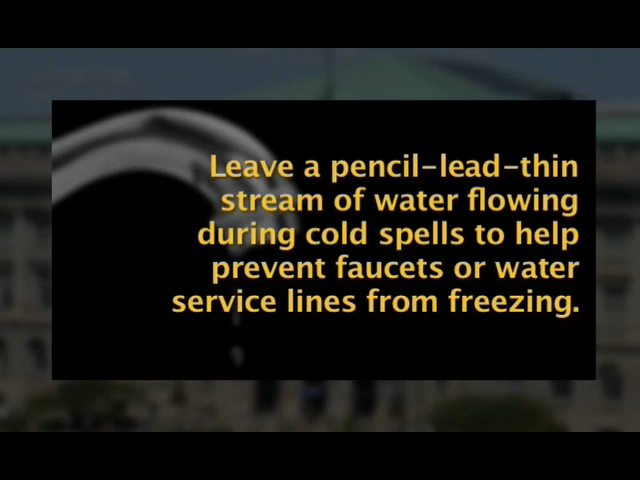 Leave a pencil-lead-thin
stream of water flowing
during cold spells to help
prevent faucets or water
service lines from freezing.